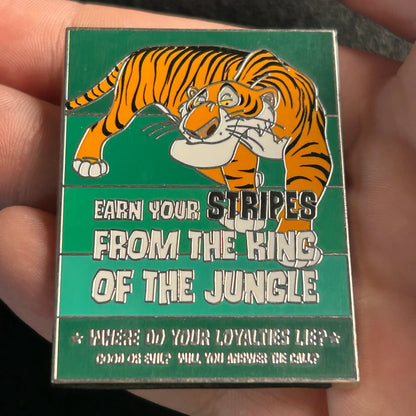 EARN YOUR STRIPES
FROM THE KING
OF THE JUNGLE
★ WHERE DO YOUR LOYALTIES LIE? ★
GOOD OR EVIL? WILL YOU ANSWER THE CALL?